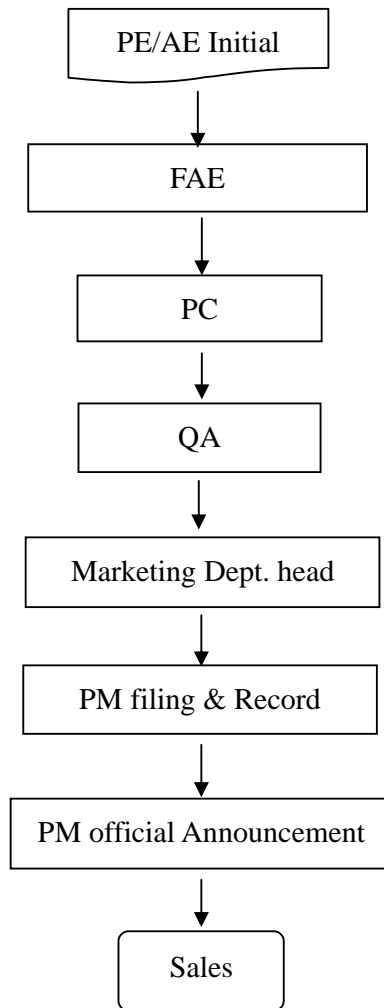 PE/AE Initial
FAE
PC
QA
Marketing Dept. head
PM filing & Record
PM official Announcement
Sales